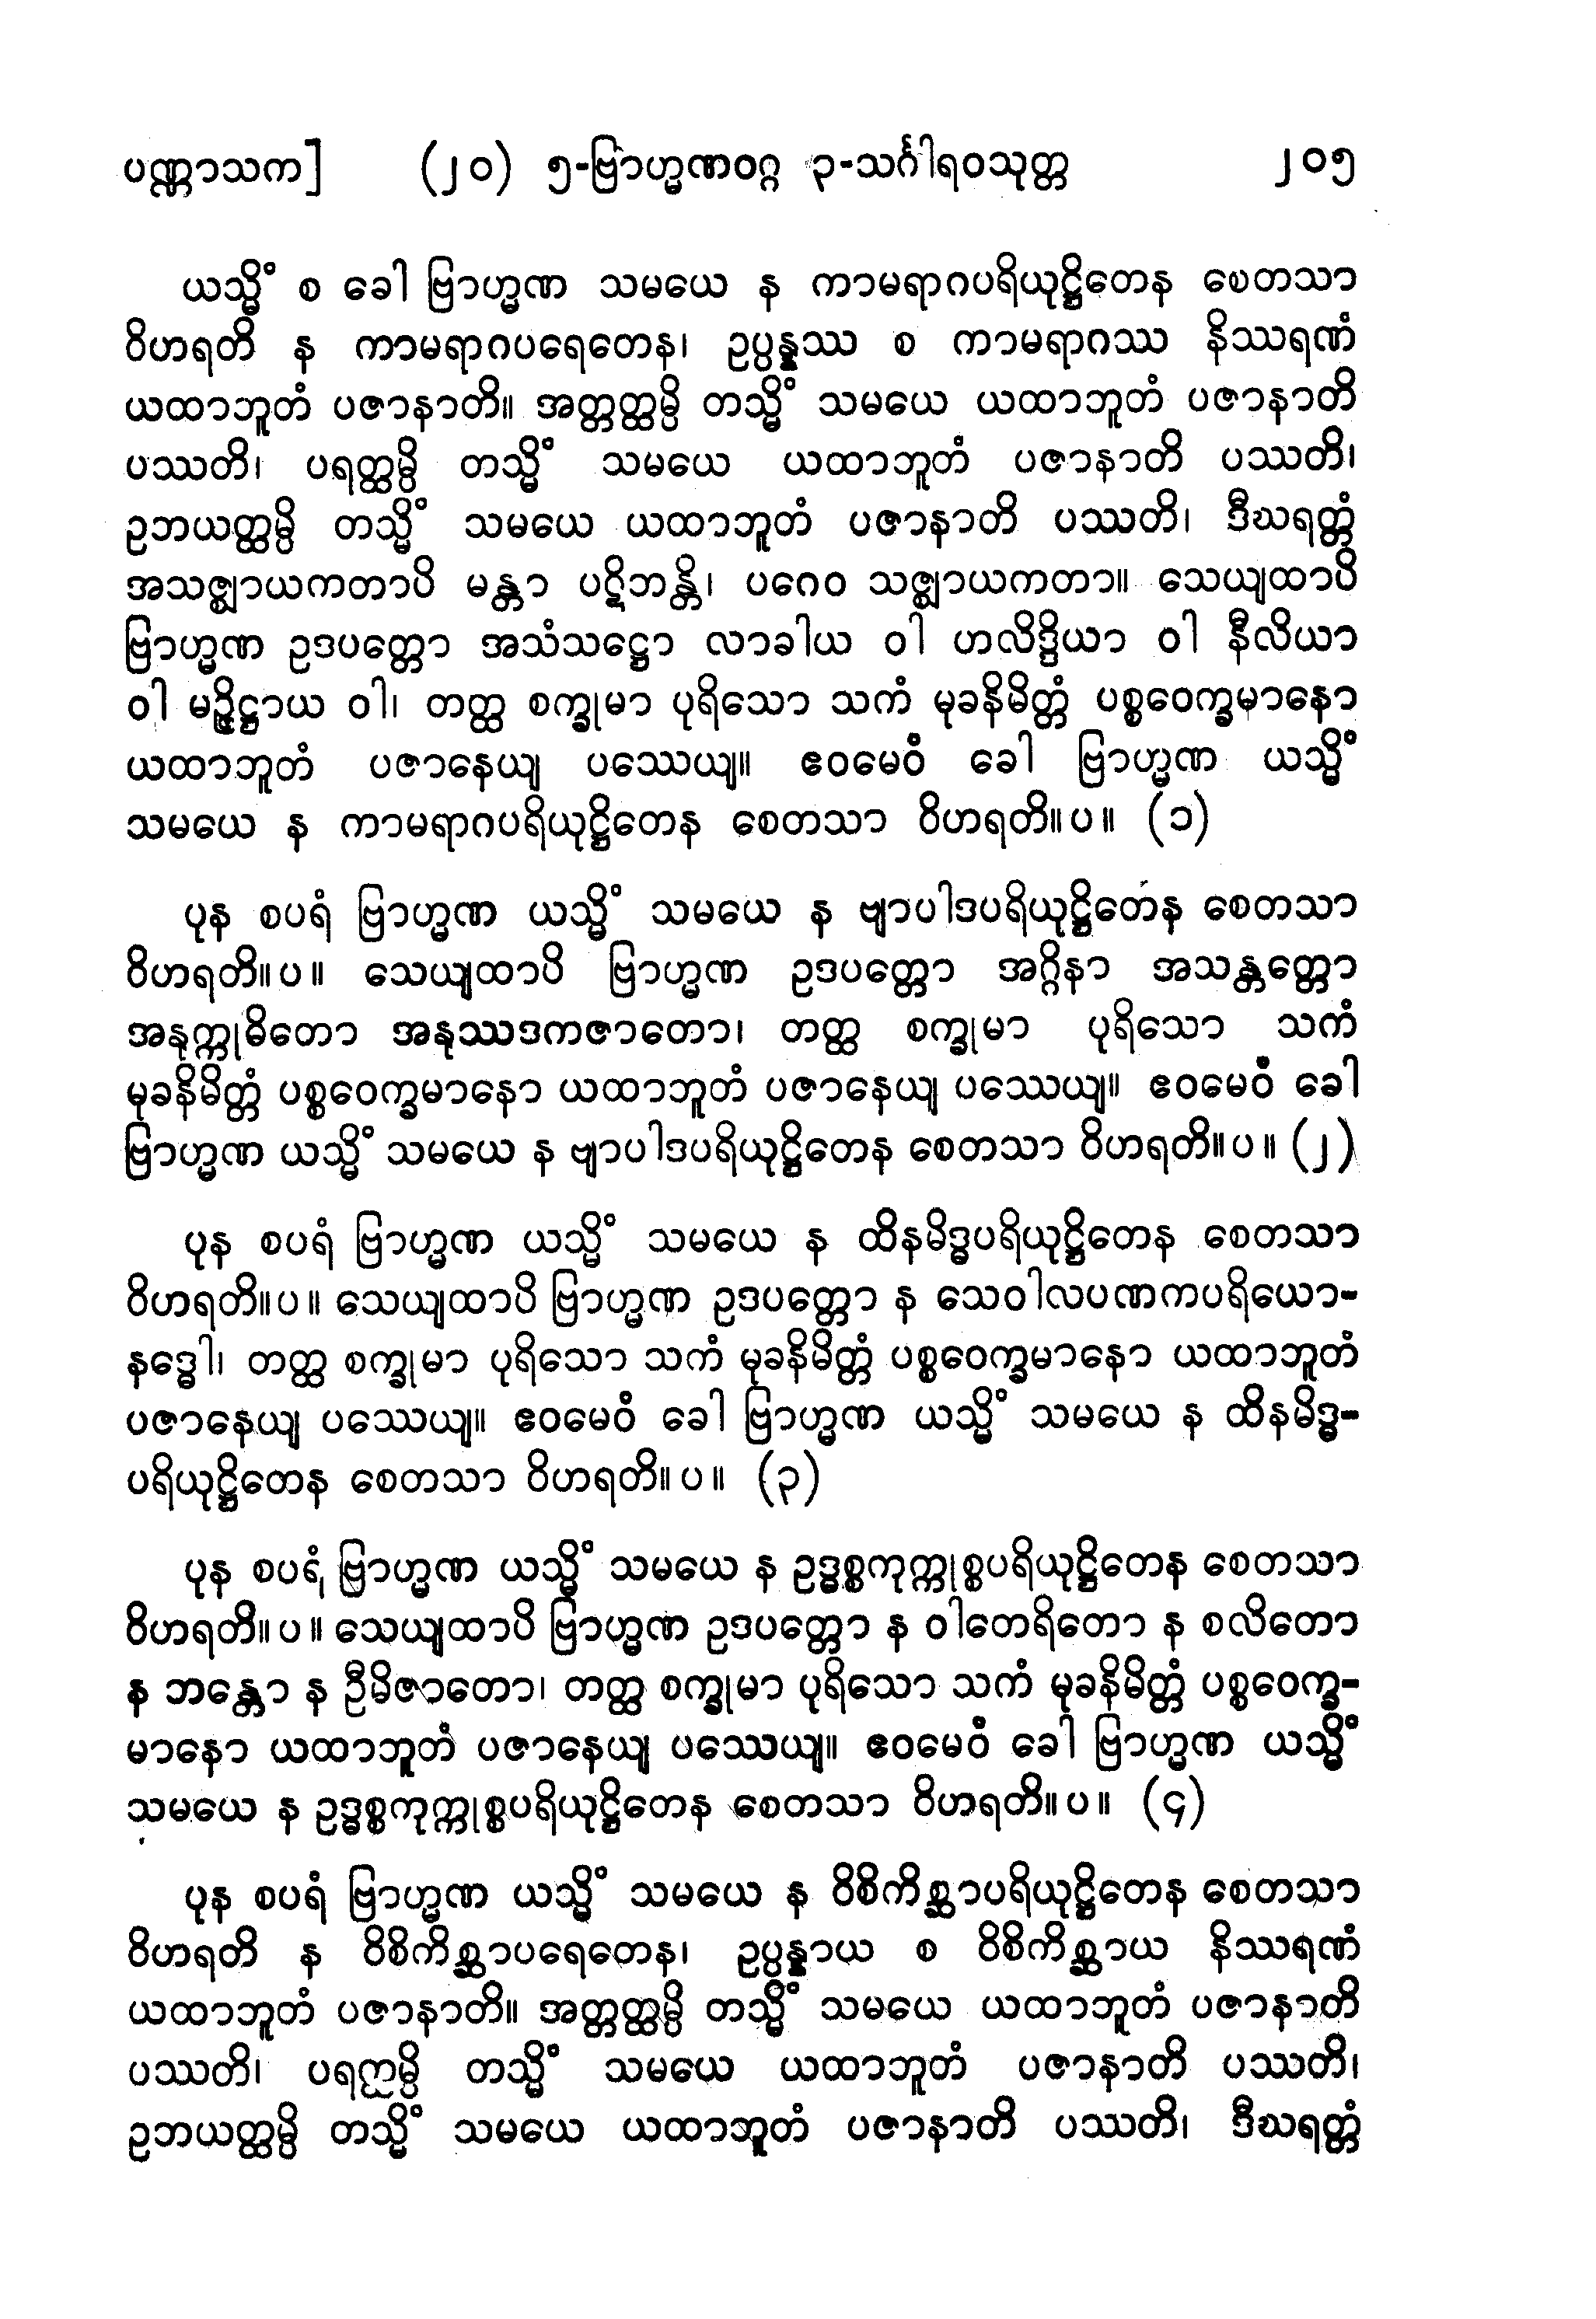 ပဏ္ဏာသက] (၂၀) ၅-ဗြာဟ္မဏဝဂ္ဂ ၃-သင်္ဂါရဝသုတ္တ ၂၀၅
ယသ္မိံ စ ခေါ ဗြာဟ္မဏ သမယေ န ကာမရာဂပရိယုဋ္ဌိတေန စေတသာ
ဝိဟရတိ န ကာမရာဂပရေတေန၊ ဥပ္ပန္နဿ စ ကာမရာဂဿ နိဿရဏံ
ယထာဘူတံ ပဇာနာတိ။ အတ္တတ္ထမ္ပိ တသ္မိံ သမယေ ယထာဘူတံ ပဇာနာတိ
ပဿတိ၊ ပရတ္ထမ္ပိ တသ္မိံ သမယေ ယထာဘူတံ ပဇာနာတိ ပဿတိ၊
ဥဘယတ္ထမ္ပိ တသ္မိံ သမယေ ယထာဘူတံ ပဇာနာတိ ပဿတိ၊ ဒီဃရတ္တံ
အသဇ္ဈာယကတာပိ မန္တာ ပဋိဘန္တိ၊ ပဂေဝ သဇ္ဈာယကတာ။ သေယျထာပိ
ဗြာဟ္မဏ ဥဒပတ္တော အသံသဋ္ဌော လာခါယ ဝါ ဟလိဒ္ဒိယာ ဝါ နီလိယာ
ဝါ မဉ္ဇိဋ္ဌာယ ဝါ၊ တတ္ထ စက္ခုမာ ပုရိသော သကံ မုခနိမိတ္တံ ပစ္စဝေက္ခမာနော
ယထာဘူတံ ပဇာနေယျ ပဿေယျ။ ဧဝမေဝံ ခေါ ဗြာဟ္မဏ ယသ္မိံ
သမယေ န ကာမရာဂပရိယုဋ္ဌိတေန စေတသာ ဝိဟရတိ။ပ။ (၁)
ပုန စပရံ ဗြာဟ္မဏ ယသ္မိံ သမယေ န ဗျာပါဒပရိယုဋ္ဌိတေန စေတသာ
ဝိဟရတိ။ပ။ သေယျထာပိ ဗြာဟ္မဏ ဥဒပတ္တော အဂ္ဂိနာ အသန္တတ္တော
အနုက္ကုဓိတော အနုဿဒကဇာတော၊ တတ္ထ စက္ခုမာ ပုရိသော သကံ
မုခနိမိတ္တံ ပစ္စဝေက္ခမာနော ယထာဘူတံ ပဇာနေယျ ပဿေယျ။ ဧဝမေဝံ ခေါ
ဗြာဟ္မဏ ယသ္မိံ သမယေ န ဗျာပါဒပရိယုဋ္ဌိတေန စေတသာ ဝိဟရတိ။ပ။ (၂)
ပုန စပရံ ဗြာဟ္မဏ ယသ္မိံ သမယေ န ထိနမိဒ္ဓပရိယုဋ္ဌိတေန စေတသာ
ဝိဟရတိ။ပ။ သေယျထာပိ ဗြာဟ္မဏ ဥဒပတ္တော န သေဝါလပဏကပရိယော-
နဒ္ဓေါ၊ တတ္ထ စက္ခုမာ ပုရိသော သကံ မုခနိမိတ္တံ ပစ္စဝေက္ခမာနော ယထာဘူတံ
ပဇာနေယျ ပဿေယျ။ ဧဝမေဝံ ခေါ ဗြာဟ္မဏ ယသ္မိံ သမယေ န ထိနမိဒ္ဓ-
ပရိယုဋ္ဌိတေန စေတသာ ဝိဟရတိ။ပ။ (၃)
ပုန စပရံ ဗြာဟ္မဏ ယသ္မိံ သမယေ န ဥဒ္ဓစ္စကုက္ကုစ္စပရိယုဋ္ဌိတေန စေတသာ
ဝိဟရတိ။ပ။ သေယျထာပိ ဗြာဟ္မဏ ဥဒပတ္တော န ဝါတေရိတော န စလိတော
န ဘန္တော န ဦမိဇာတော၊ တတ္ထ စက္ခုမာ ပုရိသော သကံ မုခနိမိတ္တံ ပစ္စဝေက္ခ-
မာနော ယထာဘူတံ ပဇာနေယျ ပဿေယျ။ ဧဝမေဝံ ခေါ ဗြာဟ္မဏ ယသ္မိံ
သမယေ န ဥဒ္ဓစ္စကုက္ကုစ္စပရိယုဋ္ဌိတေန စေတသာ ဝိဟရတိ။ပ။ (၄)
ပုန စပရံ ဗြာဟ္မဏ ယသ္မိံ သမယေ န ဝိစိကိစ္ဆာပရိယုဋ္ဌိတေန စေတသာ
ဝိဟရတိ န ဝိစိကိစ္ဆာပရေတေန၊ ဥပ္ပန္နာယ စ ဝိစိကိစ္ဆာယ နိဿရဏံ
ယထာဘူတံ ပဇာနာတိ။ အတ္တတ္ထမ္ပိ တသ္မိံ သမယေ ယထာဘူတံ ပဇာနာတိ
ပဿတိ၊ ပရတ္ထမ္ပိ တသ္မိံ သမယေ ယထာဘူတံ ပဇာနာတိ ပဿတိ၊
ဥဘယတ္ထမ္ပိ တသ္မိံ သမယေ ယထာဘူတံ ပဇာနာတိ ပဿတိ၊ ဒီဃရတ္တံ